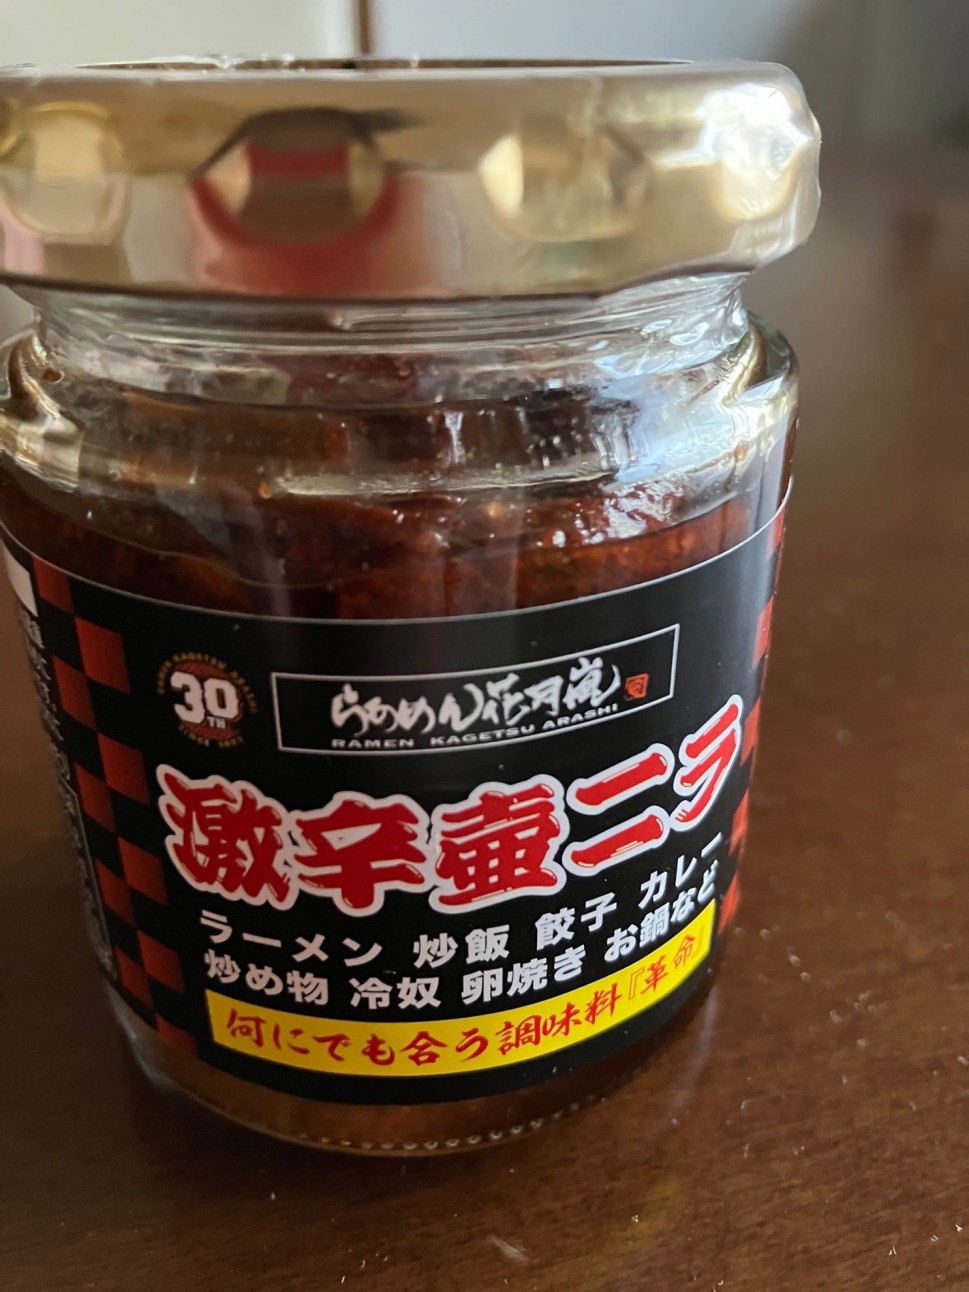 30TH
らあめん花月嵐
RAMEN KAGETSU ARASHI
激辛壷ニラ
ラーメン 炒飯 餃子 カレー
炒め物 冷奴 卵焼き お鍋など
何にでも合う調味料『革命』